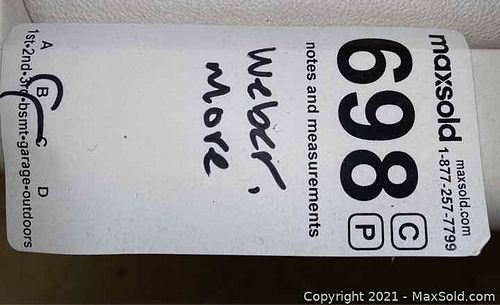 maxsold
maxsold.com
1-877-257-7799
698
C
P
notes and measurements
Weber,
More
A B C D
1st•2nd•3rd•bsmt•garage•outdoors
Copyright 2021 - MaxSold.com